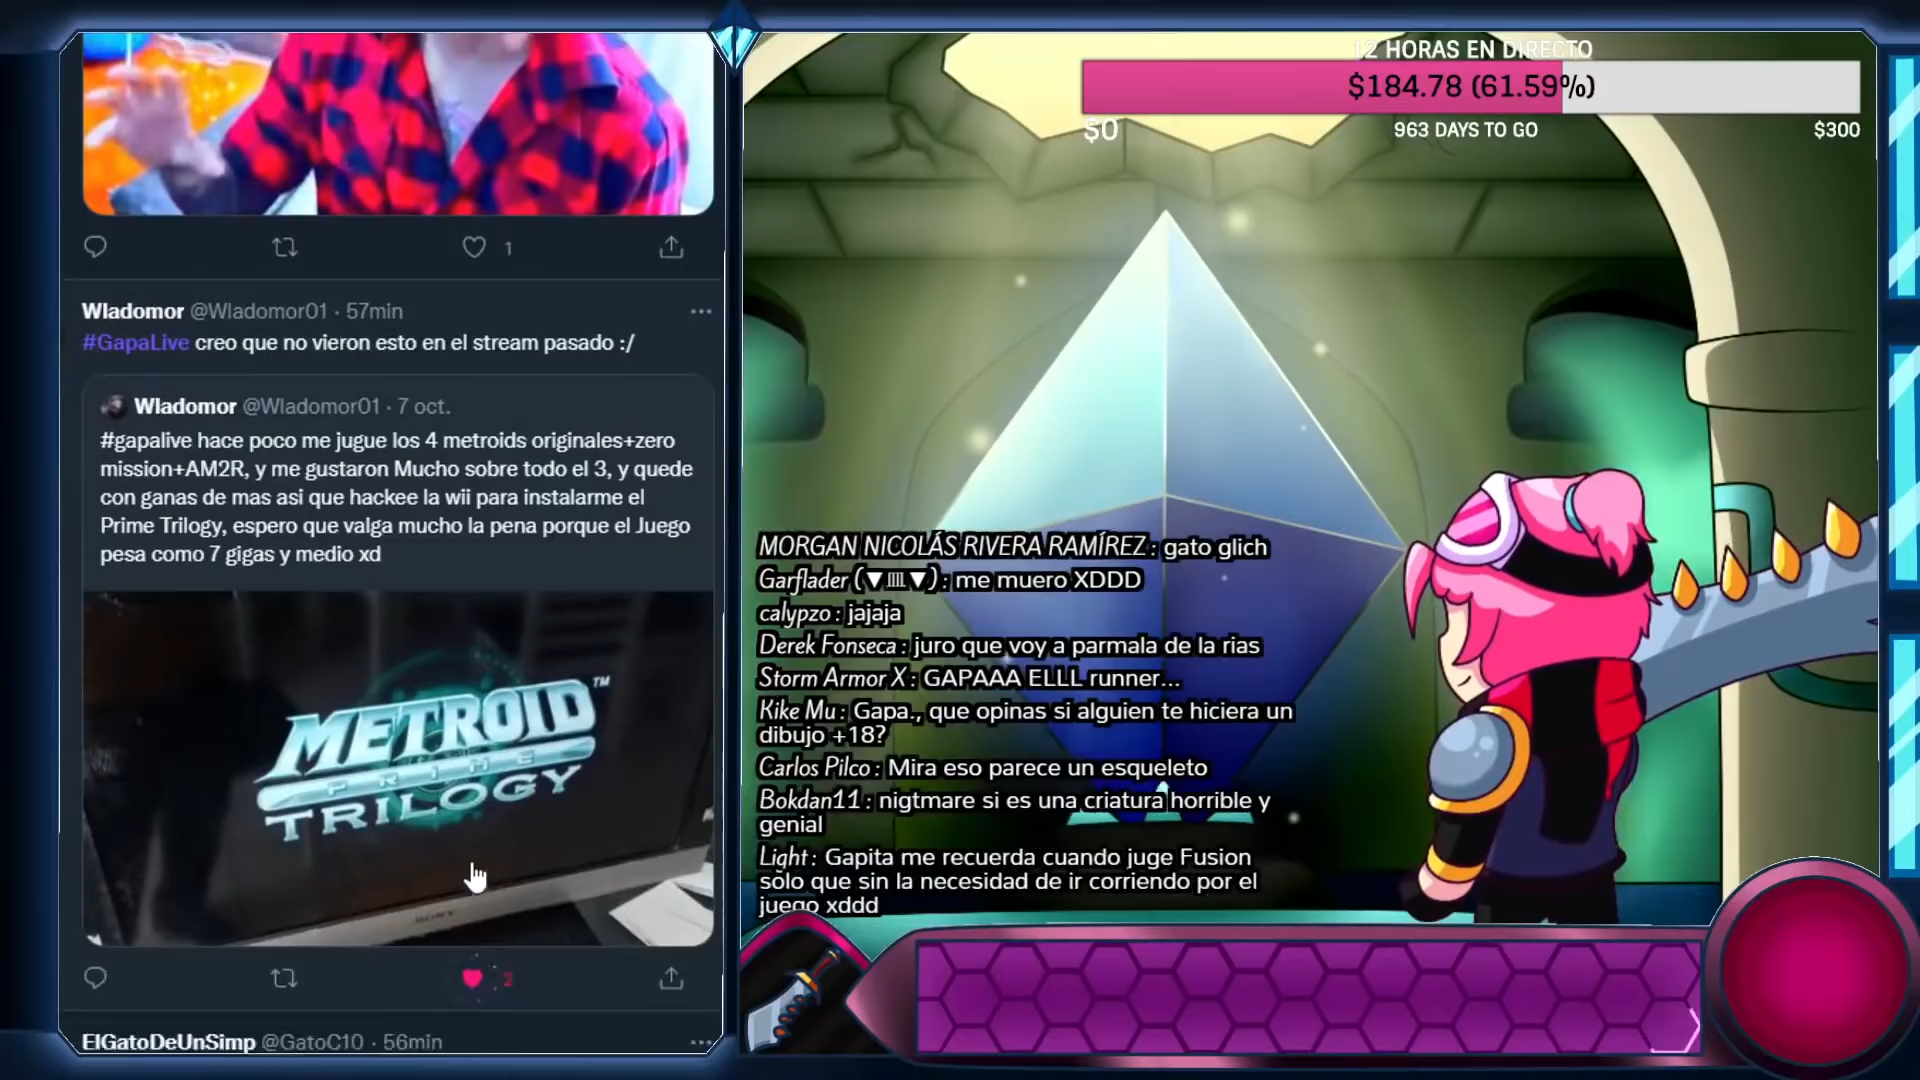 1
Wladomor @Wladomor01 · 57min
#GapaLive creo que no vieron esto en el stream pasado :/
Wladomor @Wladomor01 · 7 oct.
#gapalive hace poco me jugue los 4 metroids originales+zero
mission+AM2R, y me gustaron Mucho sobre todo el 3, y quede
con ganas de mas asi que hackee la wii para instalarme el
Prime Trilogy, espero que valga mucho la pena porque el Juego
pesa como 7 gigas y medio xd
METROID™
PRIME
TRILOGY
SONY
2
ElGatoDeUnSimp @GatoC10 · 56min
12 HORAS EN DIRECTO
$184.78 (61.59%)
$0
963 DAYS TO GO
$300
MORGAN NICOLÁS RIVERA RAMÍREZ : gato glich
Garflader (▼皿▼) : me muero XDDD
calypzo : jajaja
Derek Fonseca : juro que voy a parmala de la rias
Storm Armor X : GAPAAA ELLL runner...
Kike Mu : Gapa., que opinas si alguien te hiciera un
dibujo +18?
Carlos Pilco : Mira eso parece un esqueleto
Bokdan11 : nigtmare si es una criatura horrible y
genial
Light : Gapita me recuerda cuando juge Fusion
solo que sin la necesidad de ir corriendo por el
juego xddd